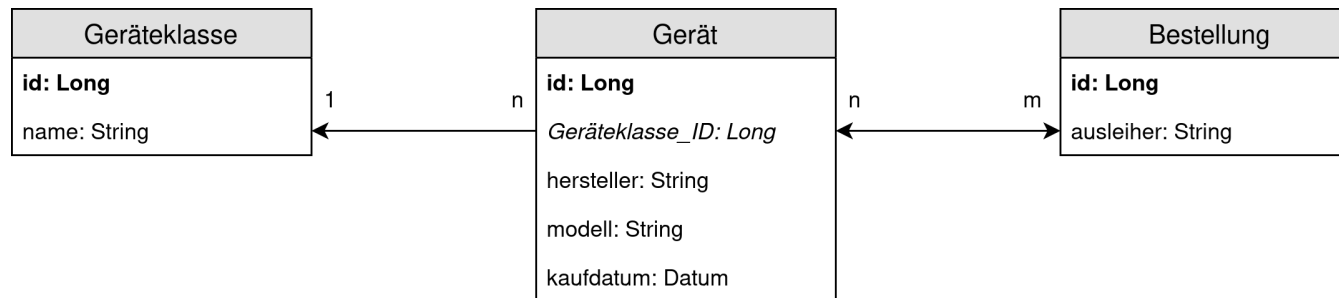 Geräteklasse
id: Long
name: String
1
n
Gerät
id: Long
Geräteklasse_ID: Long
hersteller: String
modell: String
kaufdatum: Datum
n
m
Bestellung
id: Long
ausleiher: String